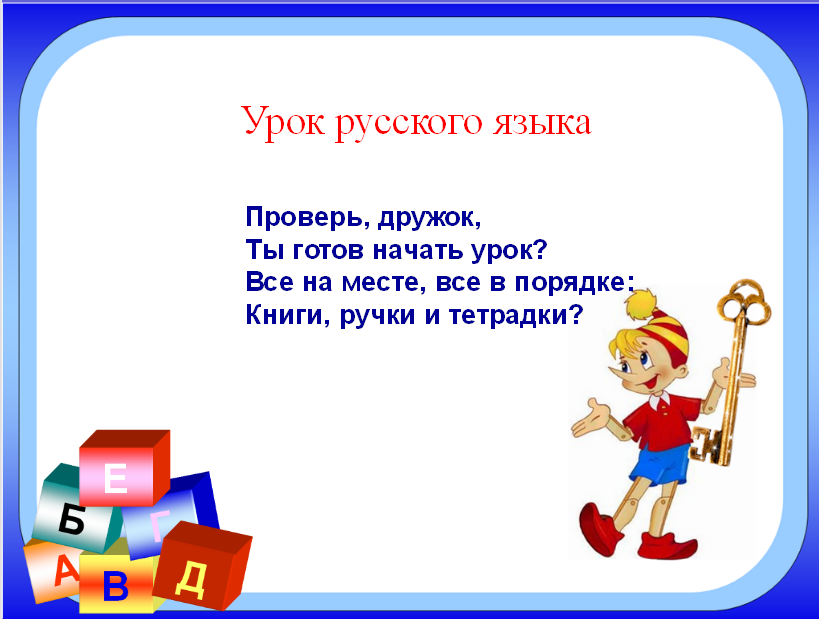 Урок русского языка
Проверь, дружок,
Ты готов начать урок?
Все на месте, все в порядке:
Книги, ручки и тетрадки?
Е
Б
Г
А
В
Д